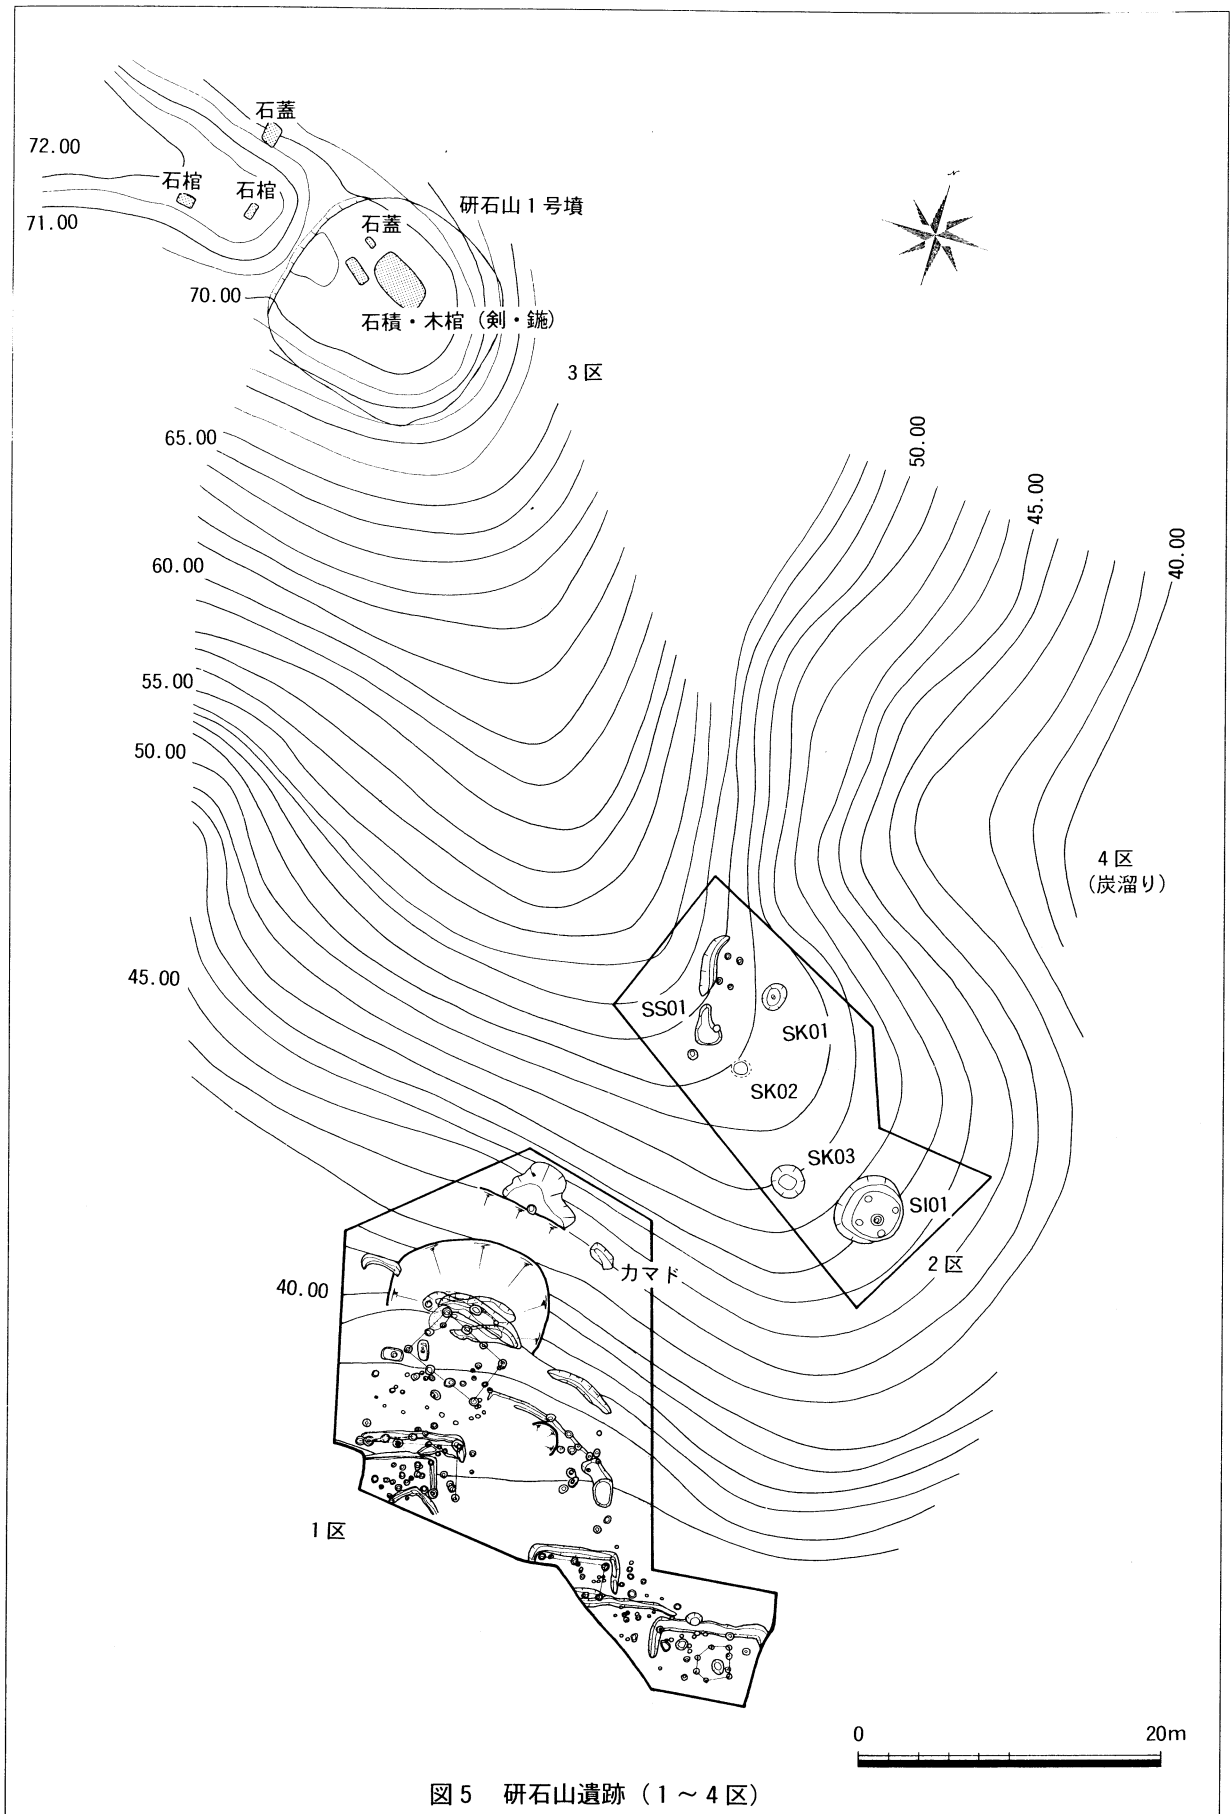 石蓋
72.00
石棺
石棺
71.00
N
研石山1号墳
石蓋
70.00
石積・木棺(剣・鉇)
3区
65.00
50.00
45.00
40.00
60.00
55.00
50.00
4区
(炭溜り)
45.00
SS01
SK01
SK02
SK03
SI01
2区
カマド
40.00
1区
0 20m
図5 研石山遺跡(1～4区)